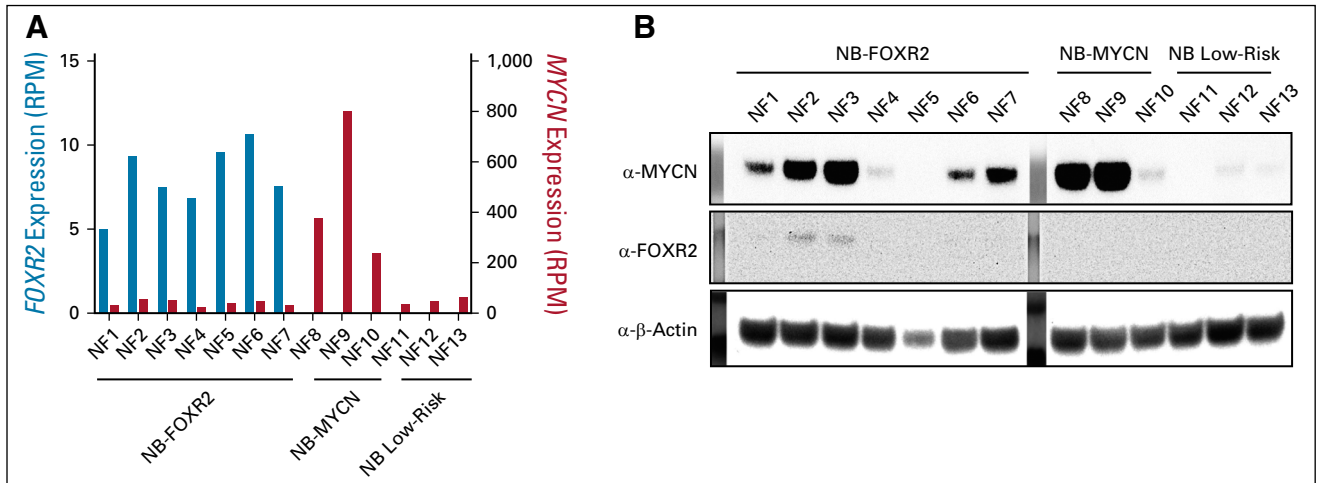 A
FOXR2 Expression (RPM)
15
10
5
0
1,000
800
600
400
200
0
MYCN Expression (RPM)
NF1
NF2
NF3
NF4
NF5
NF6
NF7
NF8
NF9
NF10
NF11
NF12
NF13
NB-FOXR2
NB-MYCN
NB Low-Risk
B
NB-FOXR2 NB-MYCN NB Low-Risk
NF1 NF2 NF3 NF4 NF5 NF6 NF7 NF8 NF9 NF10 NF11 NF12 NF13
α-MYCN
α-FOXR2
α-β-Actin